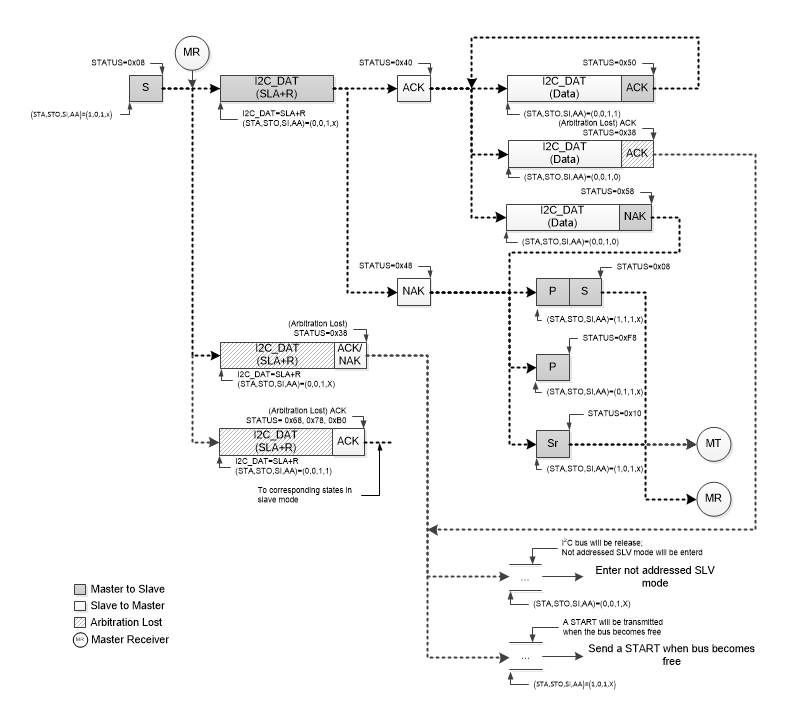 MR
STATUS=0x08
S
(STA,STO,SI,AA)=(1,0,1,x)
I2C_DAT
(SLA+R)
I2C_DAT=SLA+R
(STA,STO,SI,AA)=(0,0,1,x)
STATUS=0x40
ACK
STATUS=0x50
I2C_DAT
(Data)
ACK
(STA,STO,SI,AA)=(0,0,1,1)
(Arbitration Lost) ACK
STATUS=0x38
I2C_DAT
(Data)
ACK
(STA,STO,SI,AA)=(0,0,1,0)
STATUS=0x58
I2C_DAT
(Data)
NAK
(STA,STO,SI,AA)=(0,0,1,0)
STATUS=0x48
NAK
STATUS=0x08
P
S
(STA,STO,SI,AA)=(1,1,1,x)
(Arbitration Lost)
STATUS=0x38
I2C_DAT
(SLA+R)
ACK/
NAK
I2C_DAT=SLA+R
(STA,STO,SI,AA)=(0,0,1,X)
STATUS=0xF8
P
(STA,STO,SI,AA)=(0,1,1,x)
(Arbitration Lost) ACK
STATUS= 0x68, 0x78, 0xB0
I2C_DAT
(SLA+R)
ACK
I2C_DAT=SLA+R
(STA,STO,SI,AA)=(0,0,1,1)
To corresponding states in
slave mode
STATUS=0x10
Sr
(STA,STO,SI,AA)=(1,0,1,x)
MT
MR
I²C bus will be release;
Not addressed SLV mode will be enterd
...
Enter not addressed SLV
mode
(STA,STO,SI,AA)=(0,0,1,X)
A START will be transmitted
when the bus becomes free
...
Send a START when bus becomes
free
(STA,STO,SI,AA)=(1,0,1,X)
Master to Slave
Slave to Master
Arbitration Lost
MR
Master Receiver